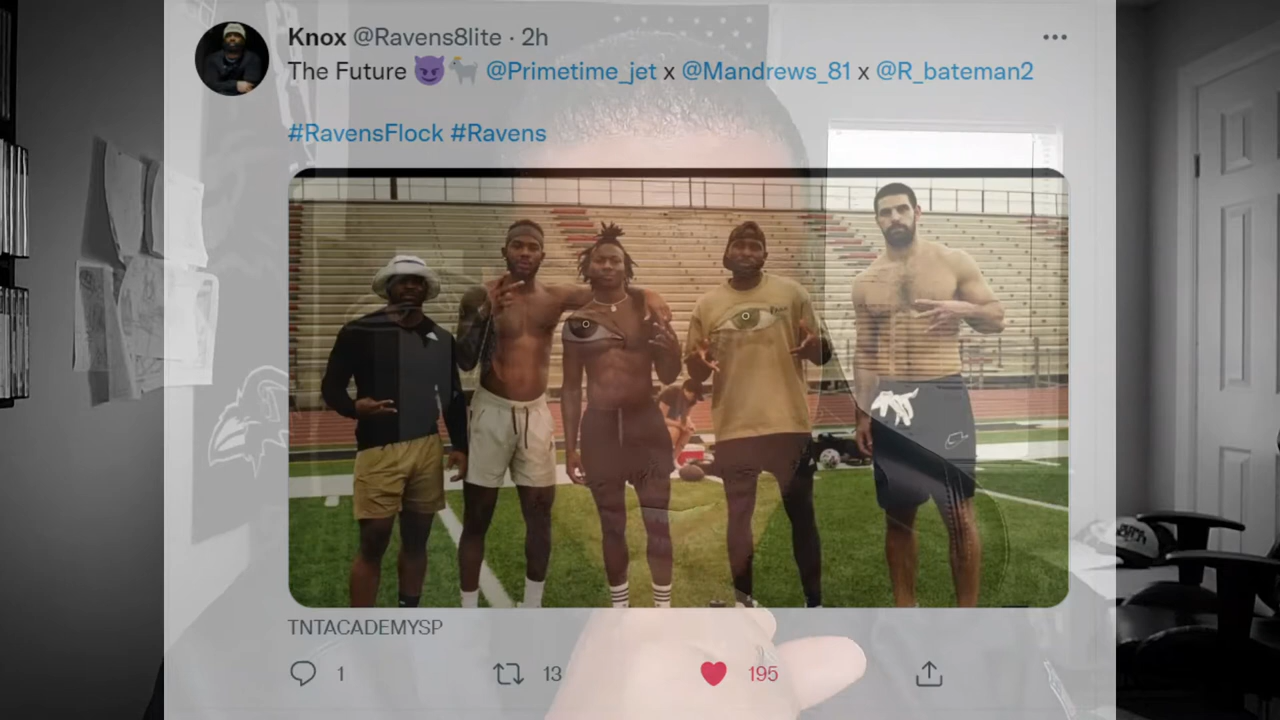 Knox @Ravens8lite · 2h
The Future 😈🐐 @Primetime_jet x @Mandrews_81 x @R_bateman2
#RavensFlock #Ravens
TNTACADEMYSP
1 13 195